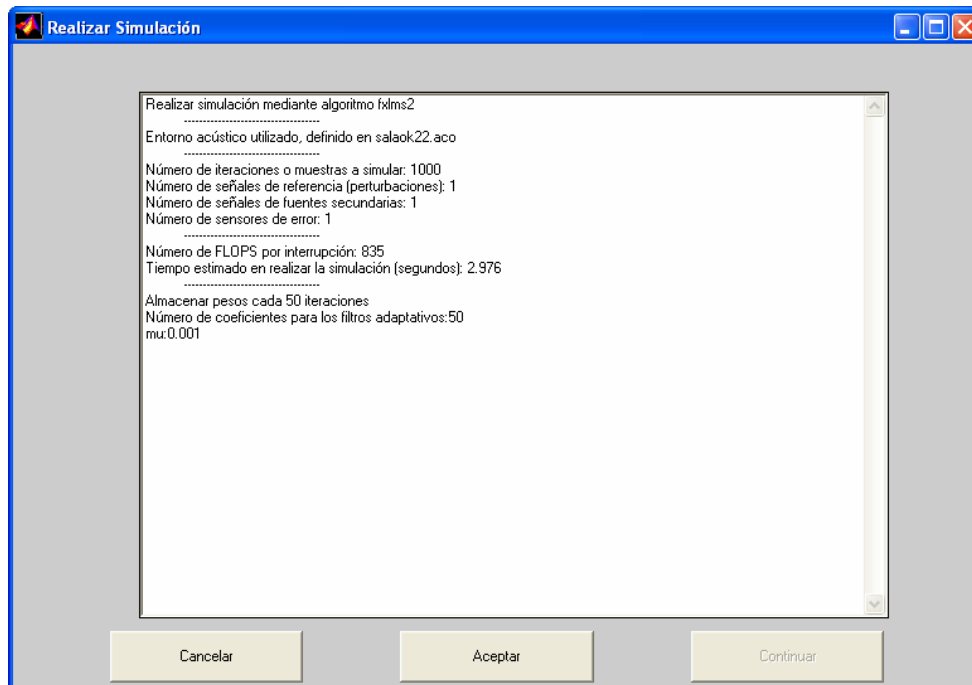 Realizar Simulación
Realizar simulación mediante algoritmo fxlms2
------------------------------------
Entorno acústico utilizado, definido en salaok22.aco
------------------------------------
Número de iteraciones o muestras a simular: 1000
Número de señales de referencia (perturbaciones): 1
Número de señales de fuentes secundarias: 1
Número de sensores de error: 1
------------------------------------
Número de FLOPS por interrupción: 835
Tiempo estimado en realizar la simulación (segundos): 2.976
------------------------------------
Almacenar pesos cada 50 iteraciones
Número de coeficientes para los filtros adaptativos:50
mu:0.001
Cancelar Aceptar Continuar